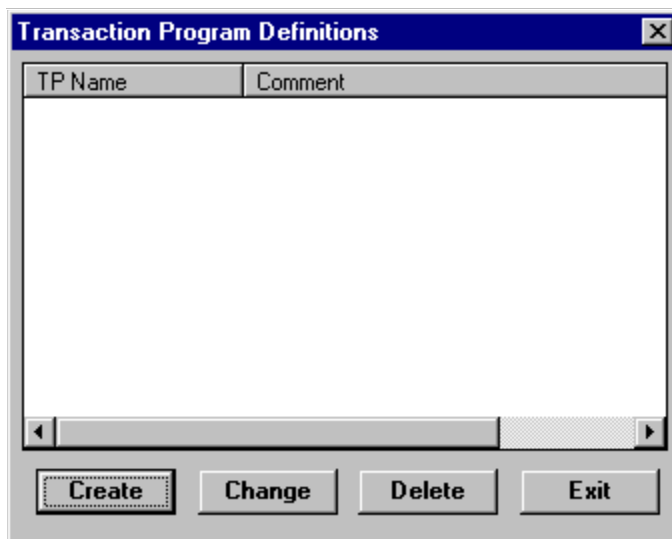 Transaction Program Definitions
TP Name Comment
Create Change Delete Exit